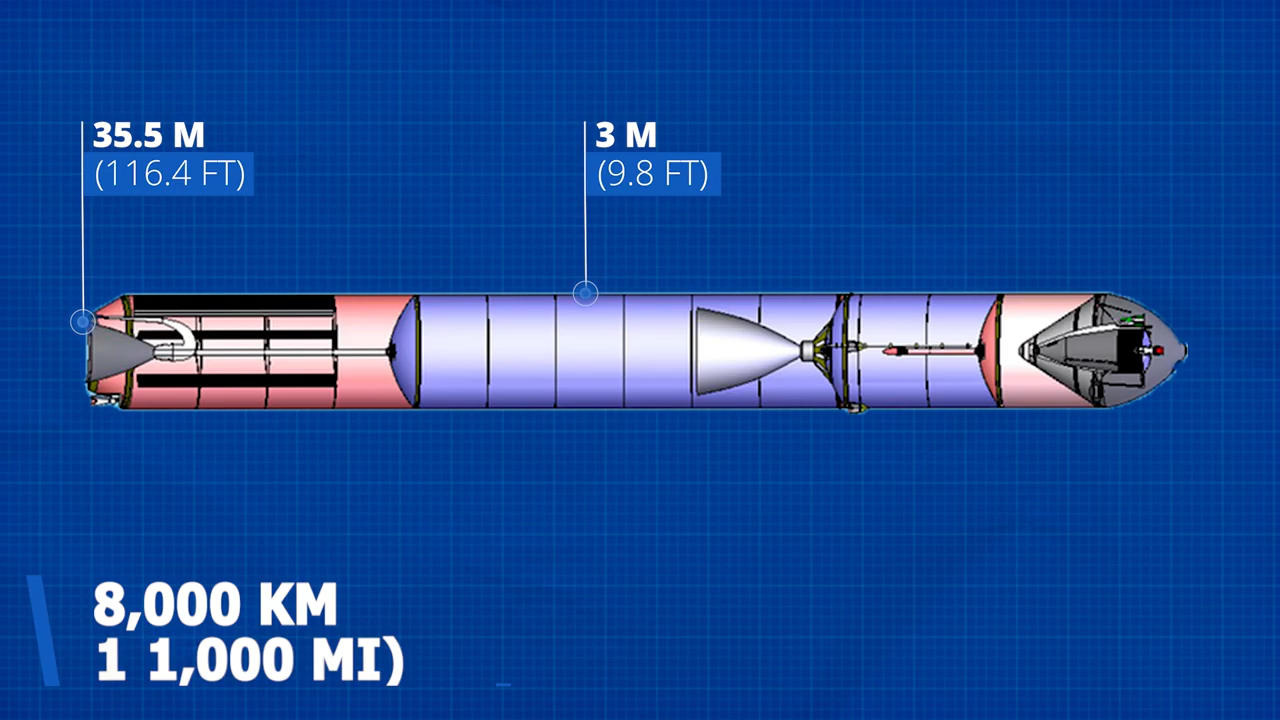 35.5 M
(116.4 FT)
3 M
(9.8 FT)
8,000 KM
1 1,000 MI)